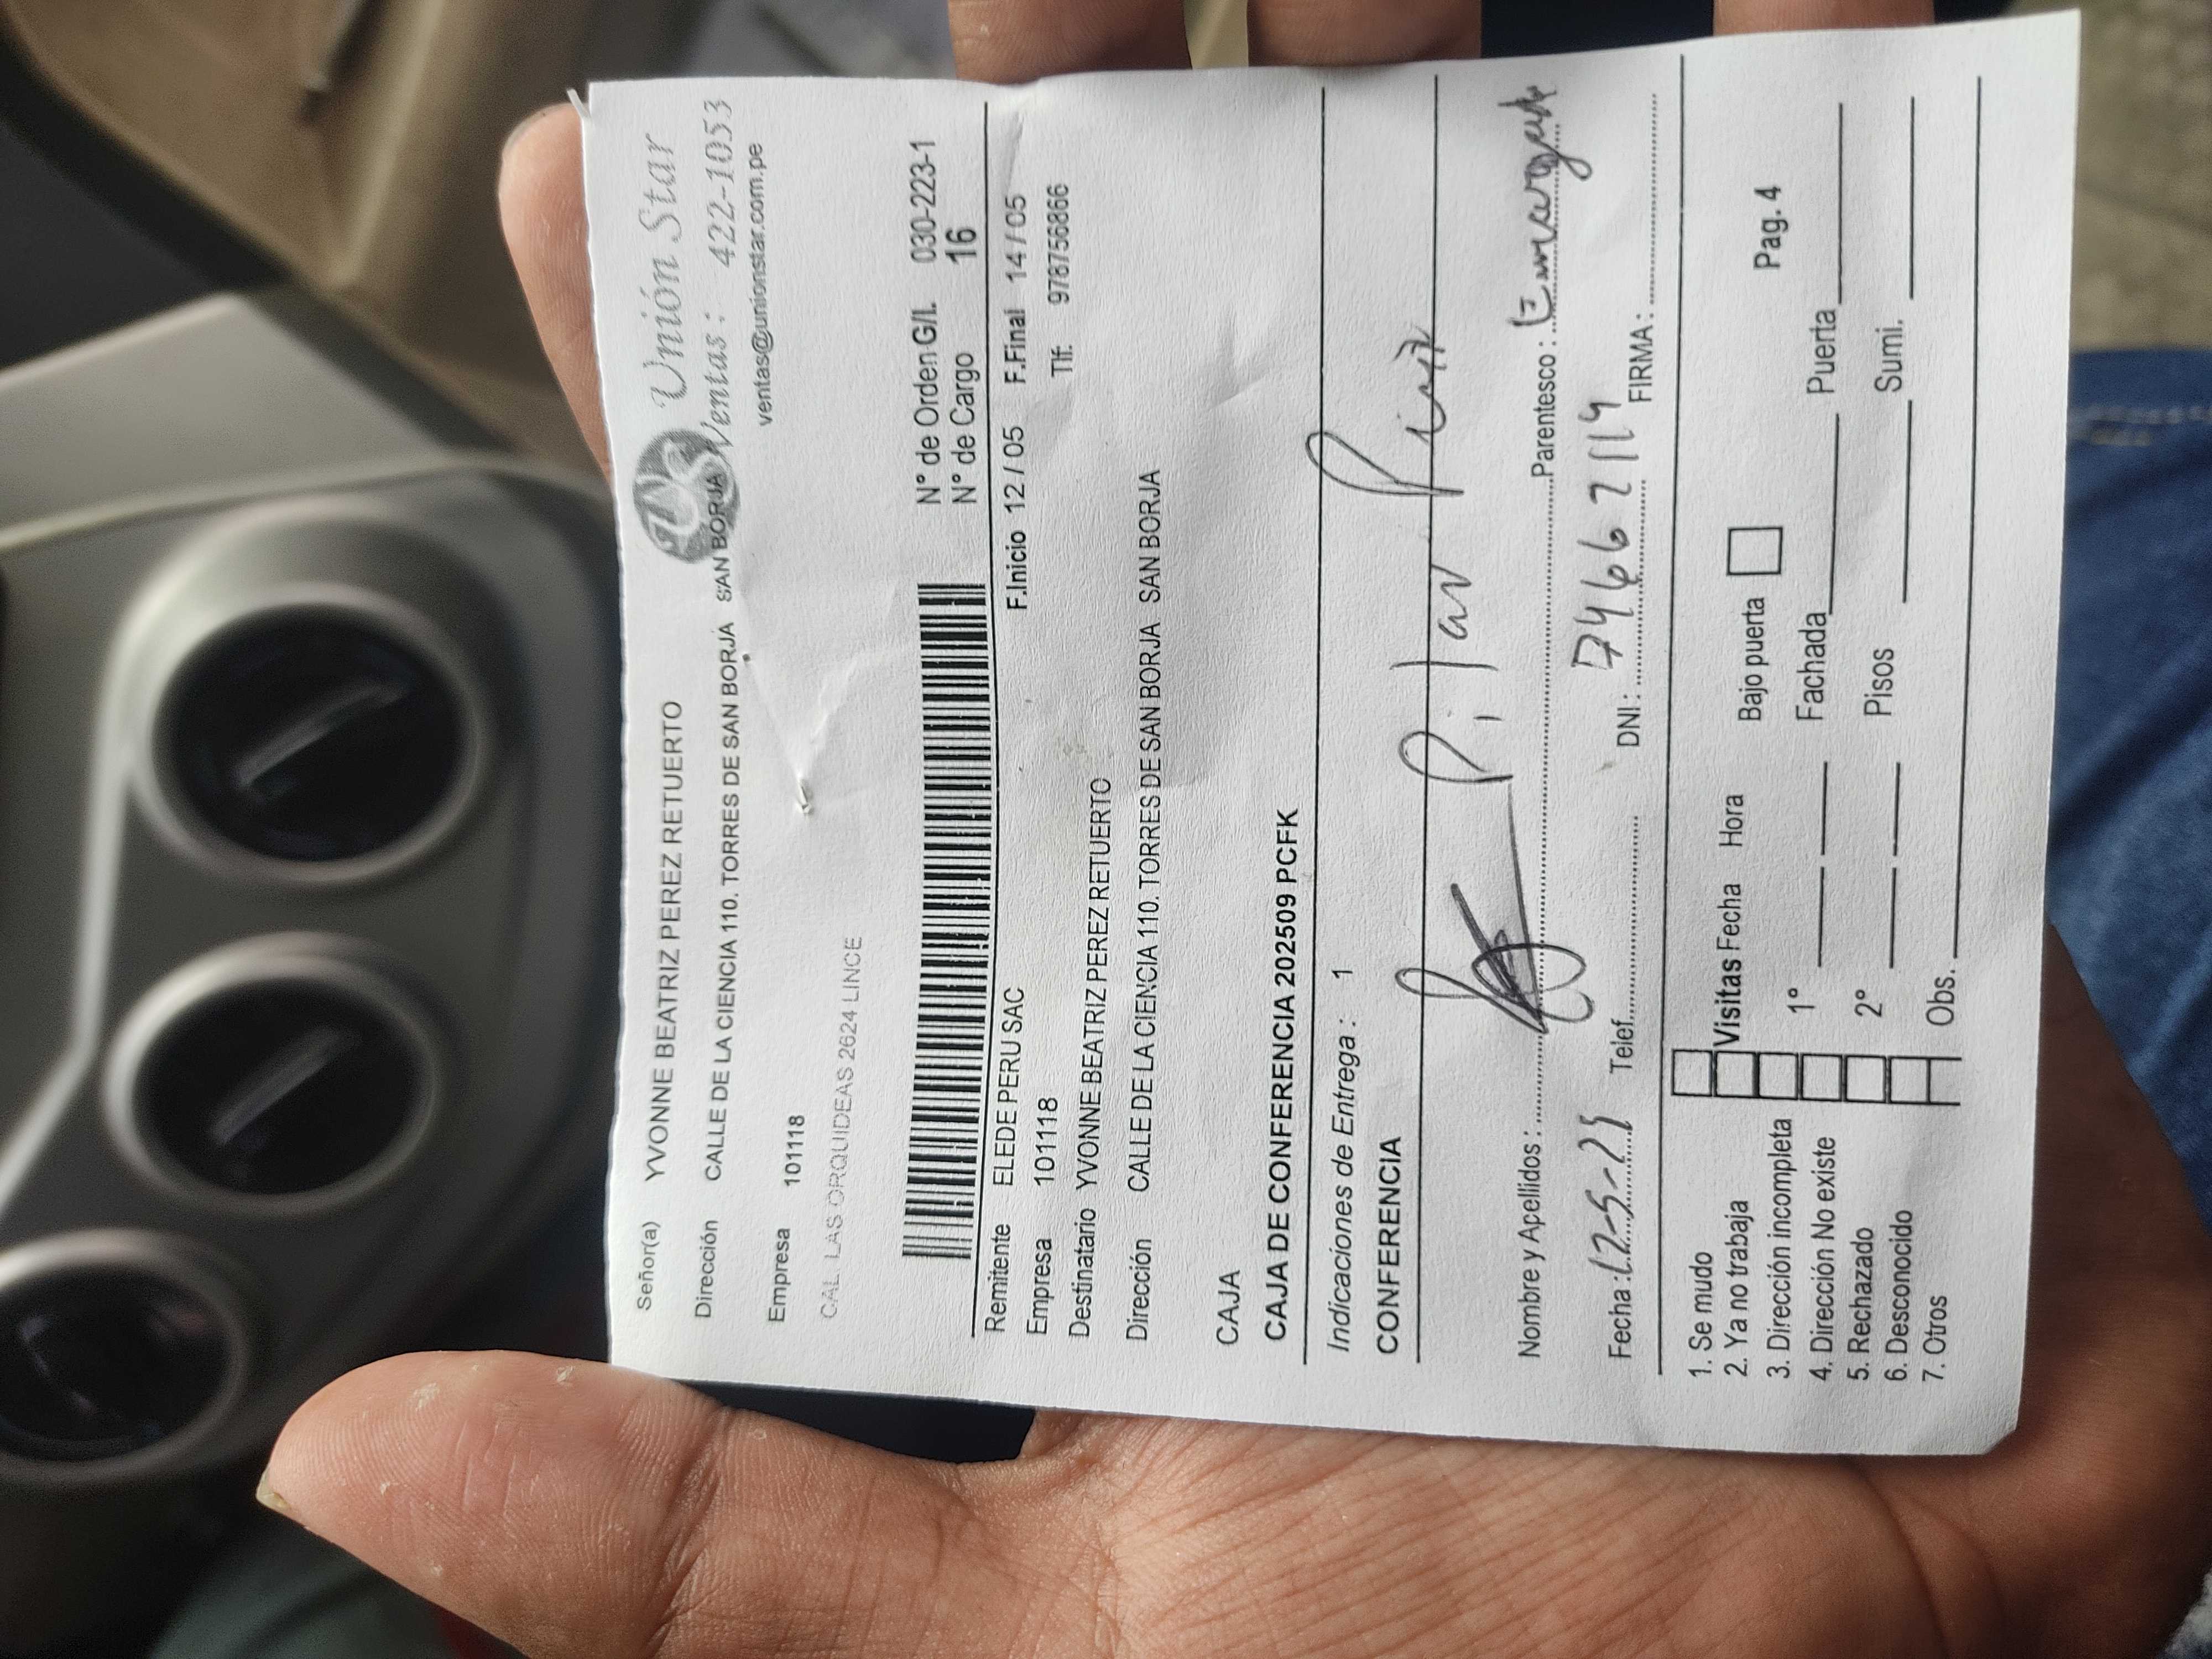 Señor(a) YVONNE BEATRIZ PEREZ RETUERTO
Unión Star
Dirección CALLE DE LA CIENCIA 110. TORRES DE SAN BORJA SAN BORJA
Ventas: 422-1053
ventas@unionstar.com.pe
Empresa 101118
CAL LAS ORQUIDEAS 2624 LINCE
N° de Orden G/L 030-223-1
N° de Cargo 16
Remitente ELEDE PERU SAC F.Inicio 12 / 05 F.Final 14 / 05
Empresa 101118 Tlf: 978756866
Destinatario YVONNE BEATRIZ PEREZ RETUERTO
Dirección CALLE DE LA CIENCIA 110. TORRES DE SAN BORJA SAN BORJA
CAJA
CAJA DE CONFERENCIA 202509 PCFK
Indicaciones de Entrega : 1
CONFERENCIA
Pilar
Nombre y Apellidos : Parentesco :
Fecha : 12-5-25 Telef. DNI : 74662114 FIRMA :
1. Se mudo
2. Ya no trabaja Visitas Fecha Hora Bajo puerta Pag. 4
3. Dirección incompleta
4. Dirección No existe 1° Fachada Puerta
5. Rechazado
6. Desconocido 2° Pisos Sumi.
7. Otros Obs.